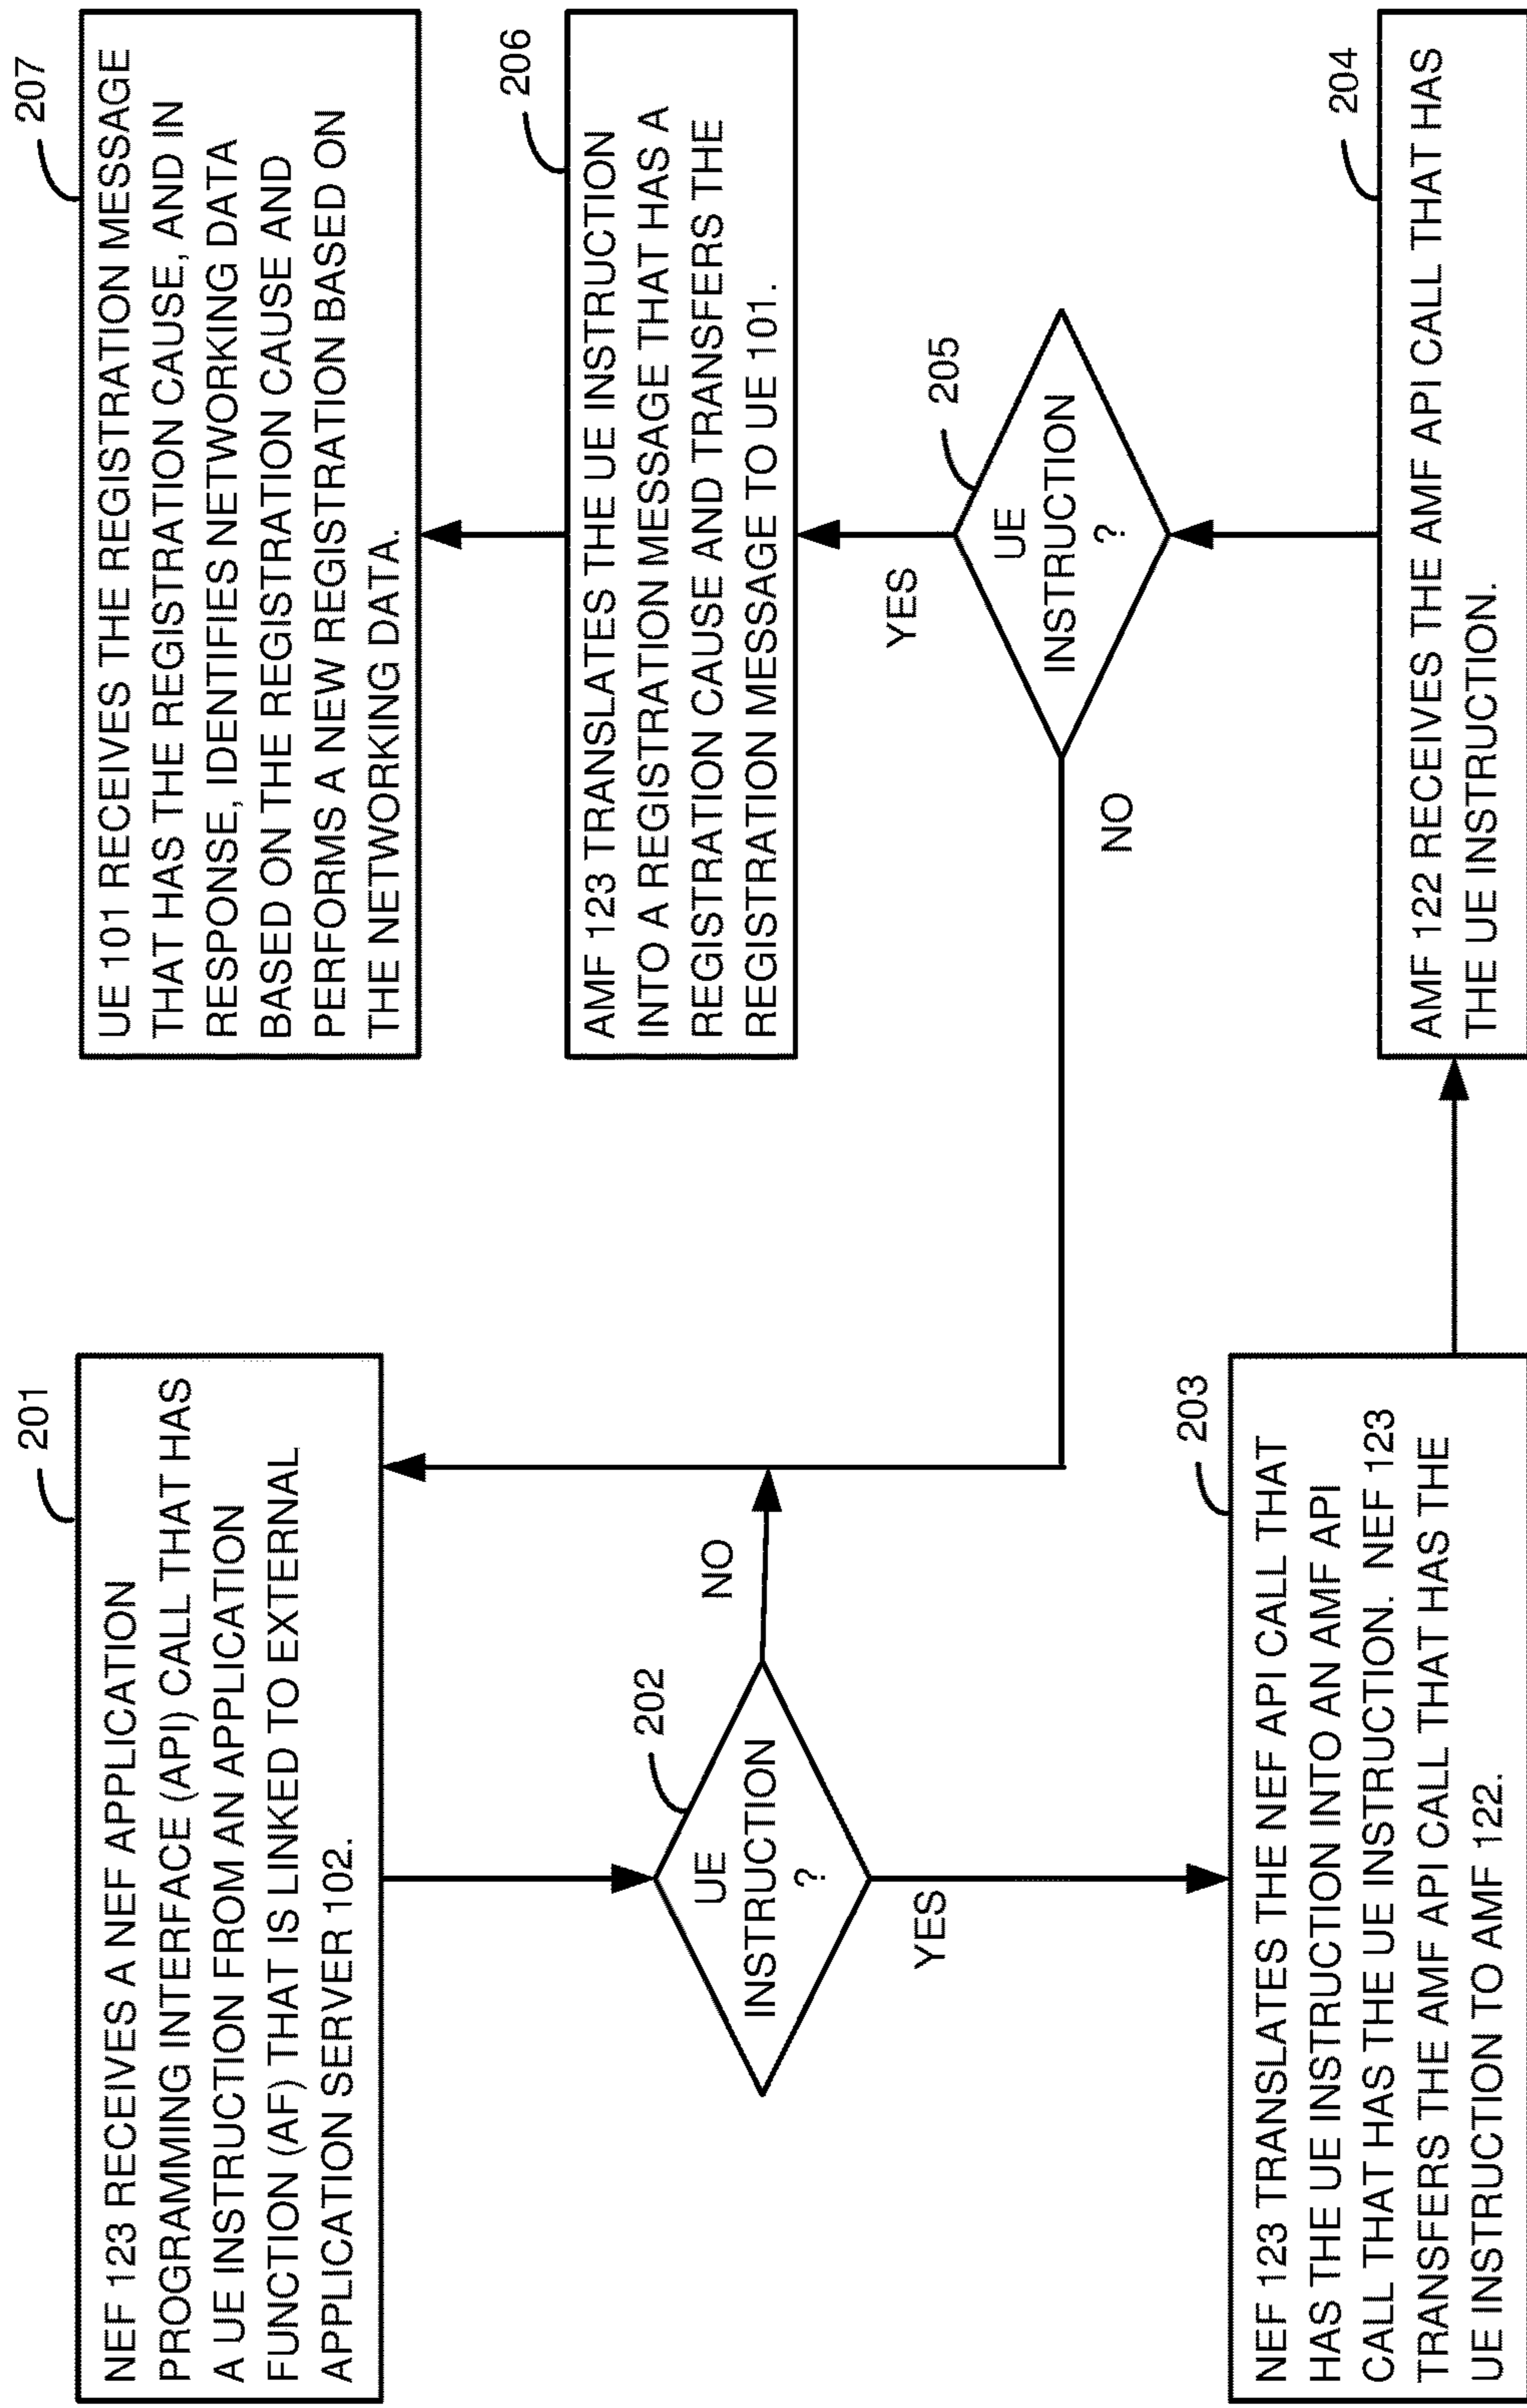 201
NEF 123 RECEIVES A NEF APPLICATION
PROGRAMMING INTERFACE (API) CALL THAT HAS
A UE INSTRUCTION FROM AN APPLICATION
FUNCTION (AF) THAT IS LINKED TO EXTERNAL
APPLICATION SERVER 102.
202
UE
INSTRUCTION
?
NO
YES
203
NEF 123 TRANSLATES THE NEF API CALL THAT
HAS THE UE INSTRUCTION INTO AN AMF API
CALL THAT HAS THE UE INSTRUCTION. NEF 123
TRANSFERS THE AMF API CALL THAT HAS THE
UE INSTRUCTION TO AMF 122.
204
AMF 122 RECEIVES THE AMF API CALL THAT HAS
THE UE INSTRUCTION.
205
UE
INSTRUCTION
?
NO
YES
206
AMF 123 TRANSLATES THE UE INSTRUCTION
INTO A REGISTRATION MESSAGE THAT HAS A
REGISTRATION CAUSE AND TRANSFERS THE
REGISTRATION MESSAGE TO UE 101.
207
UE 101 RECEIVES THE REGISTRATION MESSAGE
THAT HAS THE REGISTRATION CAUSE, AND IN
RESPONSE, IDENTIFIES NETWORKING DATA
BASED ON THE REGISTRATION CAUSE AND
PERFORMS A NEW REGISTRATION BASED ON
THE NETWORKING DATA.